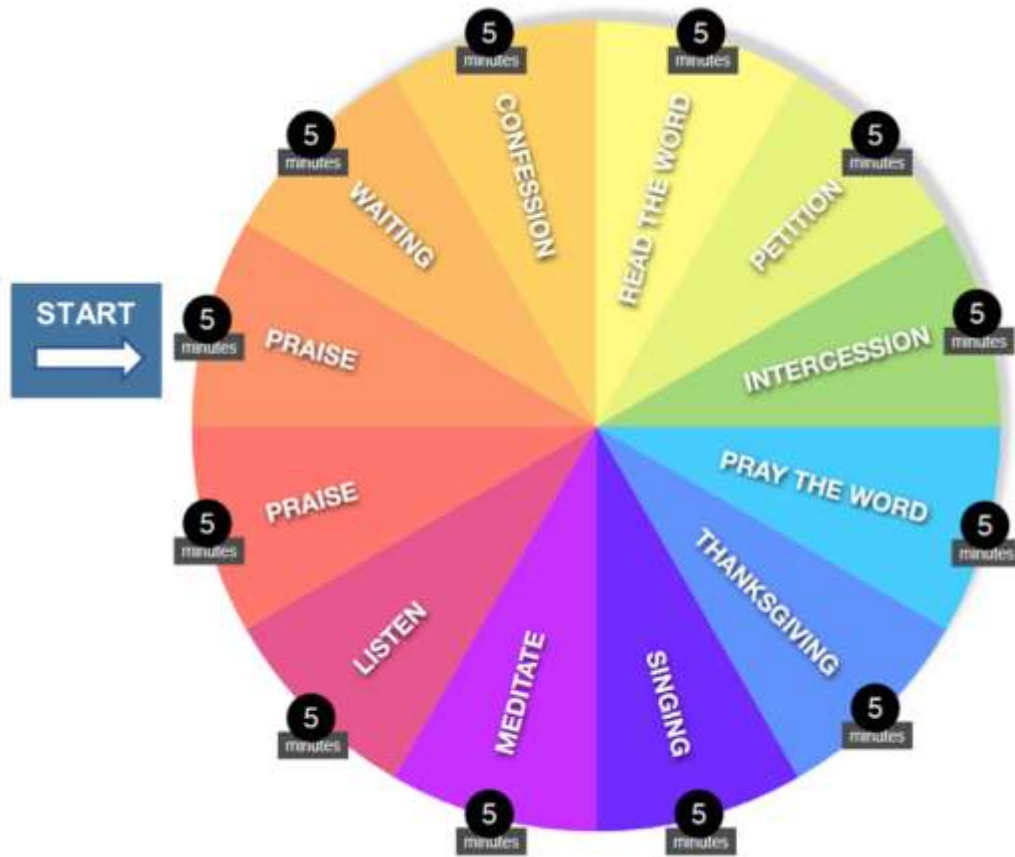 START
5
minutes
PRAISE
5
minutes
WAITING
5
minutes
CONFESSION
5
minutes
READ THE WORD
5
minutes
PETITION
5
minutes
INTERCESSION
5
minutes
PRAY THE WORD
5
minutes
THANKSGIVING
5
minutes
SINGING
5
minutes
MEDITATE
5
minutes
LISTEN
5
minutes
PRAISE
5
minutes